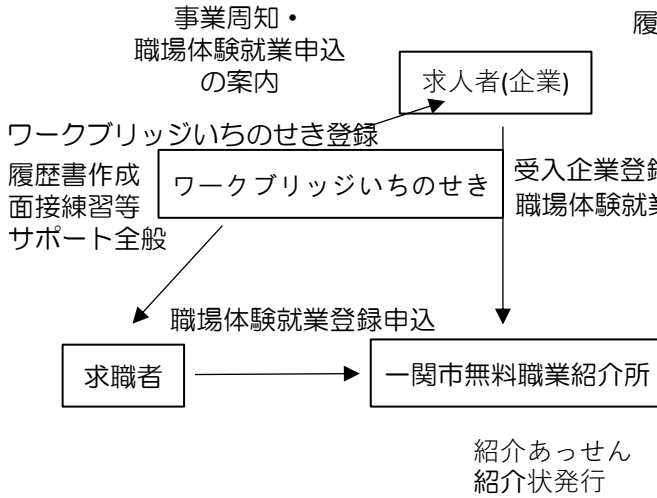 事業周知・
職場体験就業申込
の案内
履
求人者(企業)
ワークブリッジいちのせき登録
履歴書作成
面接練習等
サポート全般
ワークブリッジいちのせき
受入企業登録
職場体験就業
職場体験就業登録申込
求職者
一関市無料職業紹介所
紹介あっせん
紹介状発行